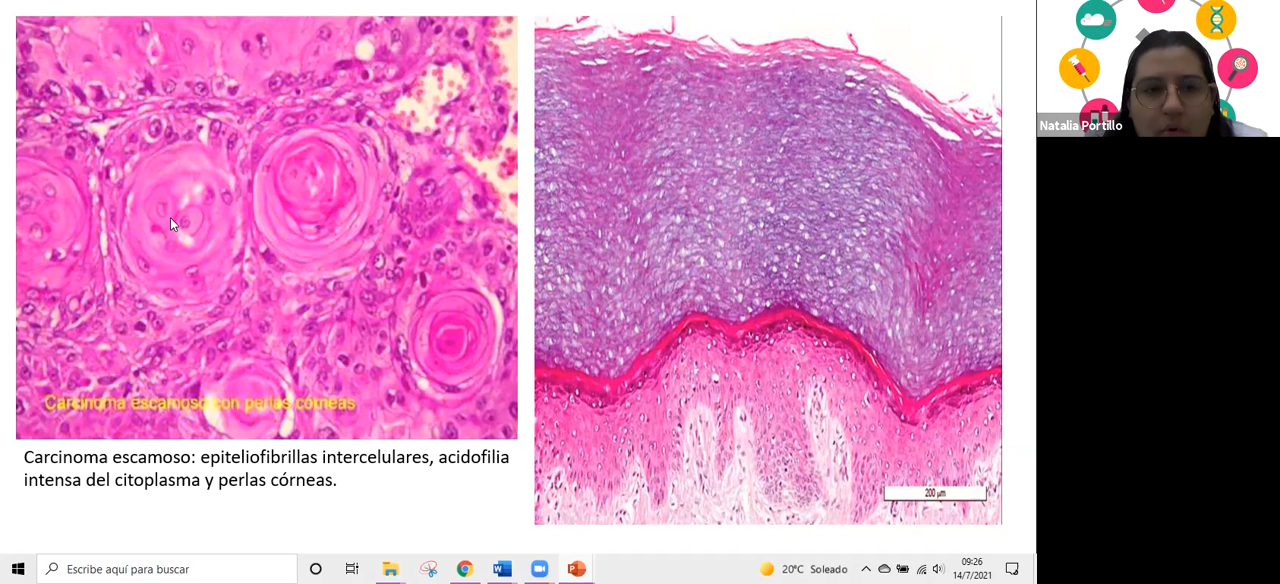 Natalia Portillo
Carcinoma escamoso con perlas córneas
Carcinoma escamoso: epiteliofibrillas intercelulares, acidofilia
intensa del citoplasma y perlas córneas.
200 µm
Escribe aquí para buscar
20°C Soleado
09:26
14/7/2021